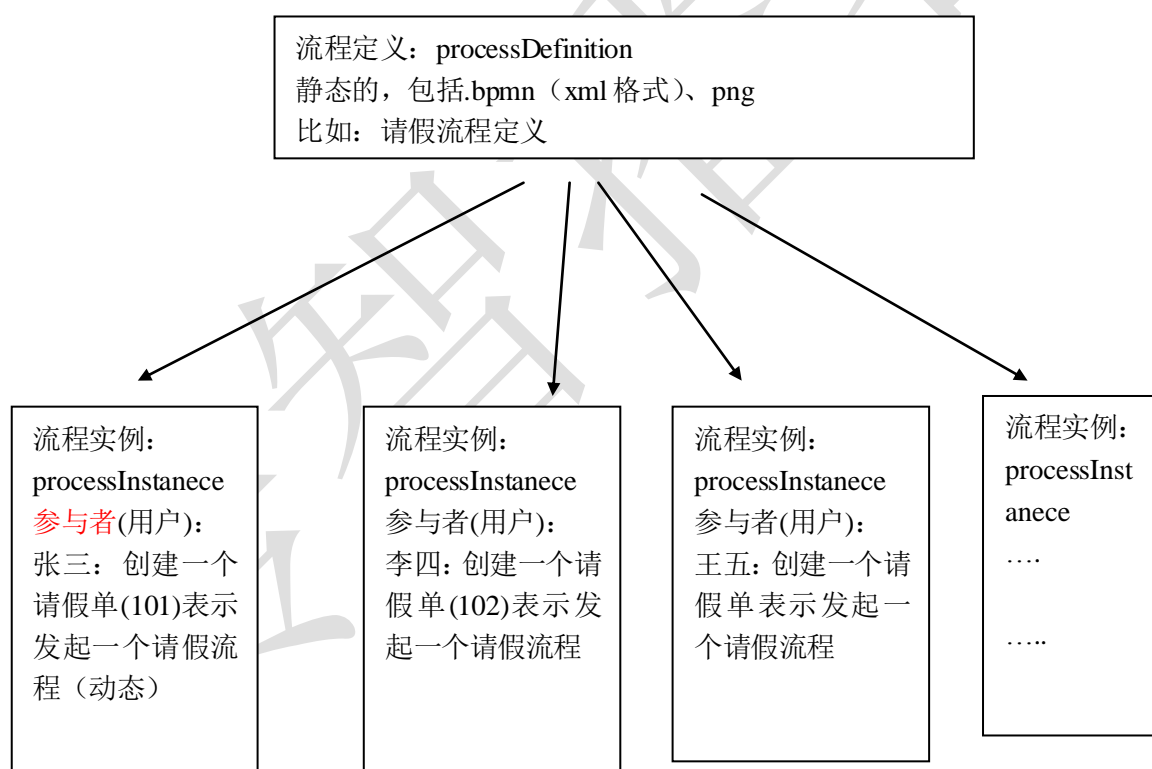 流程定义：processDefinition
静态的，包括.bpmn（xml 格式）、png
比如：请假流程定义
流程实例：
processInstanece
参与者(用户)：
张三：创建一个
请假单(101)表示
发起一个请假流
程（动态）
流程实例：
processInstanece
参与者(用户)：
李四：创建一个请
假单(102)表示发
起一个请假流程
流程实例：
processInstanece
参与者(用户)：
王五：创建一个请
假单表示发起一
个请假流程
流程实例：
processInst
anece
….
…..